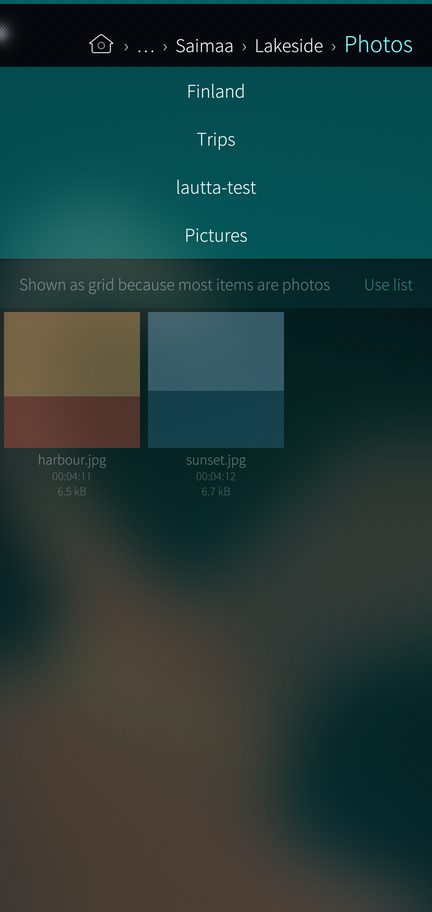 › … › Saimaa › Lakeside › Photos
Finland
Trips
lautta-test
Pictures
Shown as grid because most items are photos Use list
harbour.jpg sunset.jpg
00:04:11 00:04:12
6.5 kB 6.7 kB